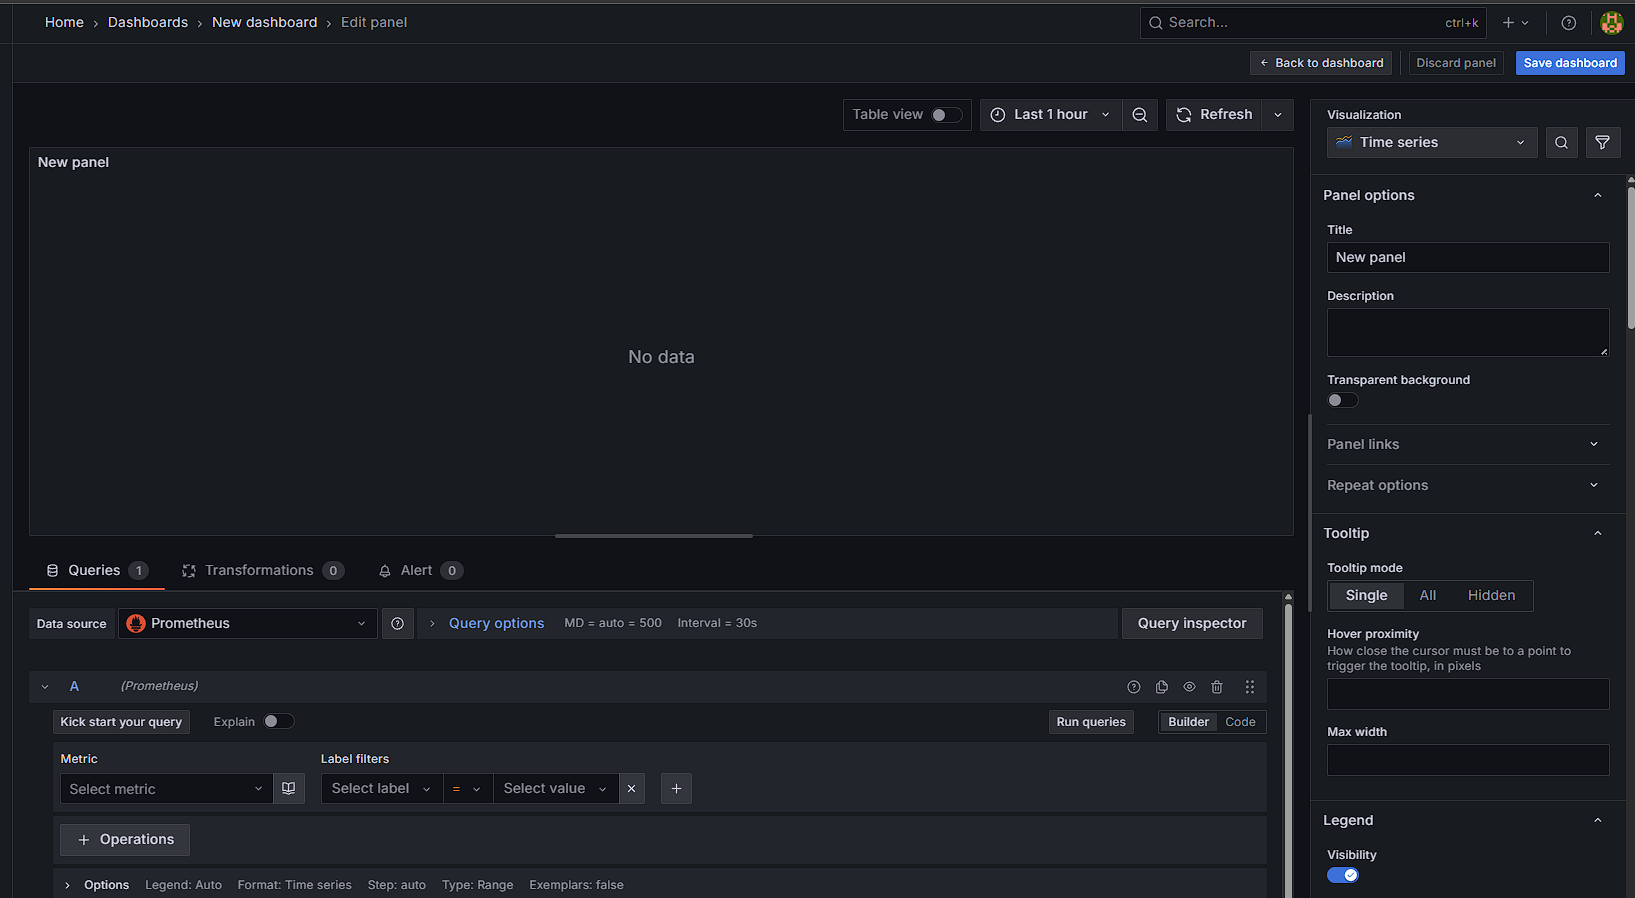 Home › Dashboards › New dashboard › Edit panel
Search... ctrl+k
← Back to dashboard Discard panel Save dashboard
Table view Last 1 hour Refresh
Visualization
Time series
New panel
No data
Panel options
Title
New panel
Description
Transparent background
Panel links
Repeat options
Tooltip
Tooltip mode
Single All Hidden
Hover proximity
How close the cursor must be to a point to
trigger the tooltip, in pixels
Max width
Legend
Visibility
Queries 1 Transformations 0 Alert 0
Data source Prometheus Query options MD = auto = 500 Interval = 30s Query inspector
A (Prometheus)
Kick start your query Explain Run queries Builder Code
Metric Label filters
Select metric Select label = Select value × +
+ Operations
Options Legend: Auto Format: Time series Step: auto Type: Range Exemplars: false